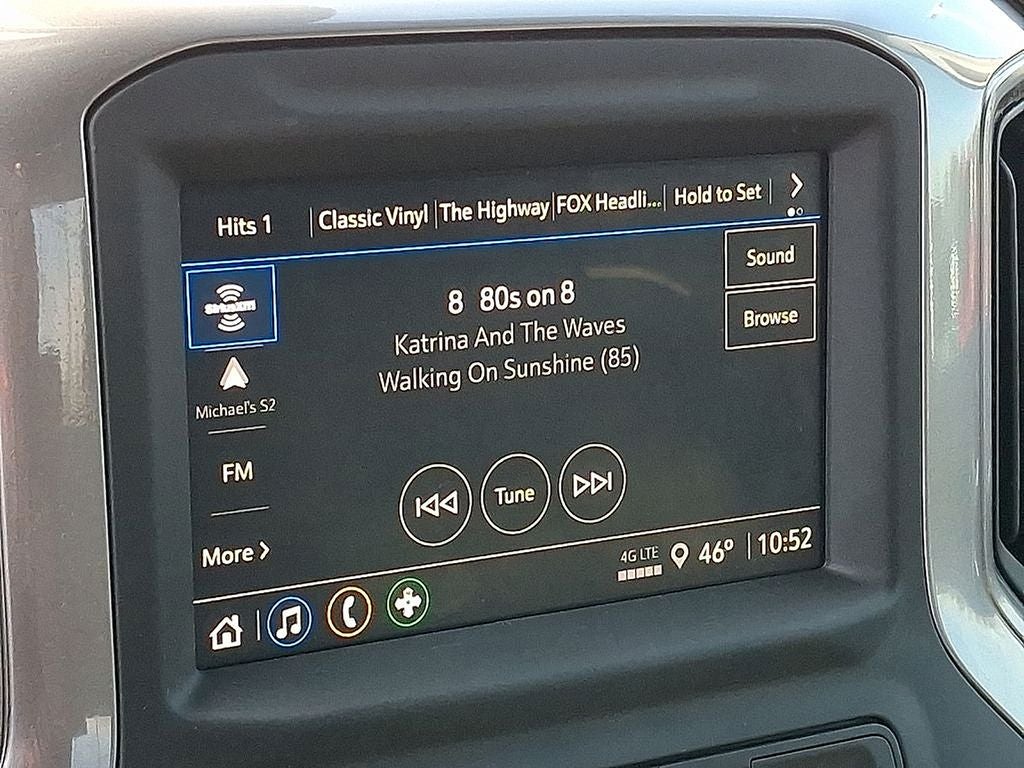 Hits 1 Classic Vinyl The Highway FOX Headli... Hold to Set
SiriusXM
Sound
8 80s on 8
Browse
Katrina And The Waves
Walking On Sunshine (85)
Michael's S2
FM
Tune
More
4G LTE 46° 10:52